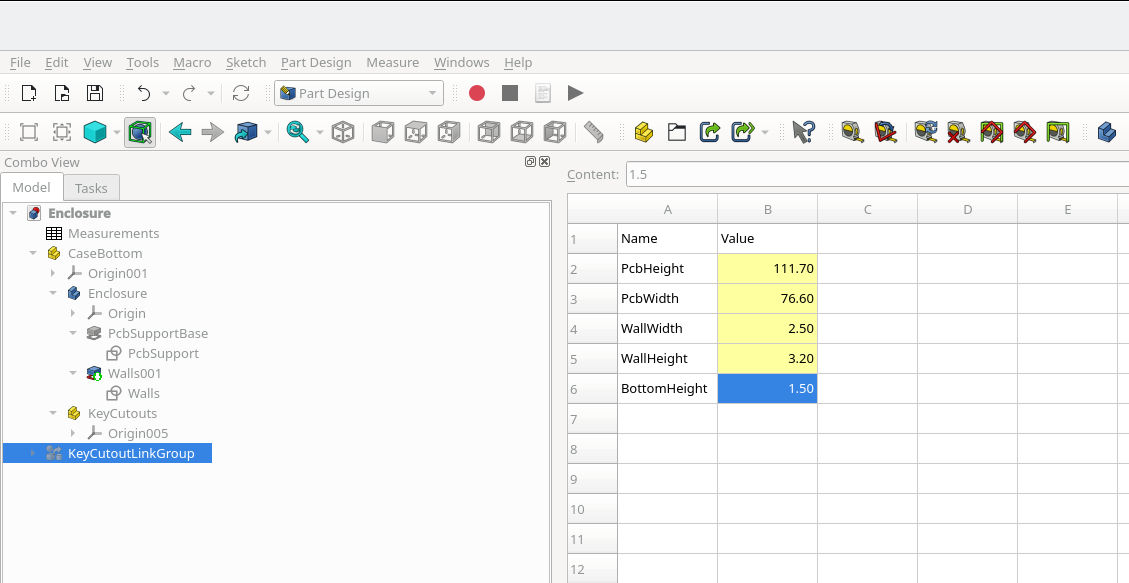 File Edit View Tools Macro Sketch Part Design Measure Windows Help
Part Design
Combo View
Model Tasks
Enclosure
Measurements
CaseBottom
Origin001
Enclosure
Origin
PcbSupportBase
PcbSupport
Walls001
Walls
KeyCutouts
Origin005
KeyCutoutLinkGroup
Content: 1.5
A B C D E
1 Name Value
2 PcbHeight 111.70
3 PcbWidth 76.60
4 WallWidth 2.50
5 WallHeight 3.20
6 BottomHeight 1.50
7
8
9
10
11
12